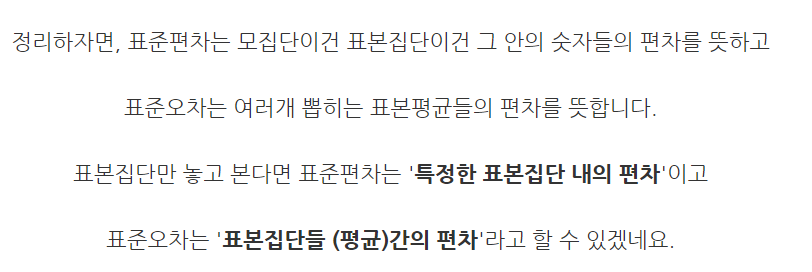 정리하자면, 표준편차는 모집단이건 표본집단이건 그 안의 숫자들의 편차를 뜻하고
표준오차는 여러개 뽑히는 표본평균들의 편차를 뜻합니다.
표본집단만 놓고 본다면 표준편차는 '특정한 표본집단 내의 편차'이고
표준오차는 '표본집단들 (평균)간의 편차'라고 할 수 있겠네요.